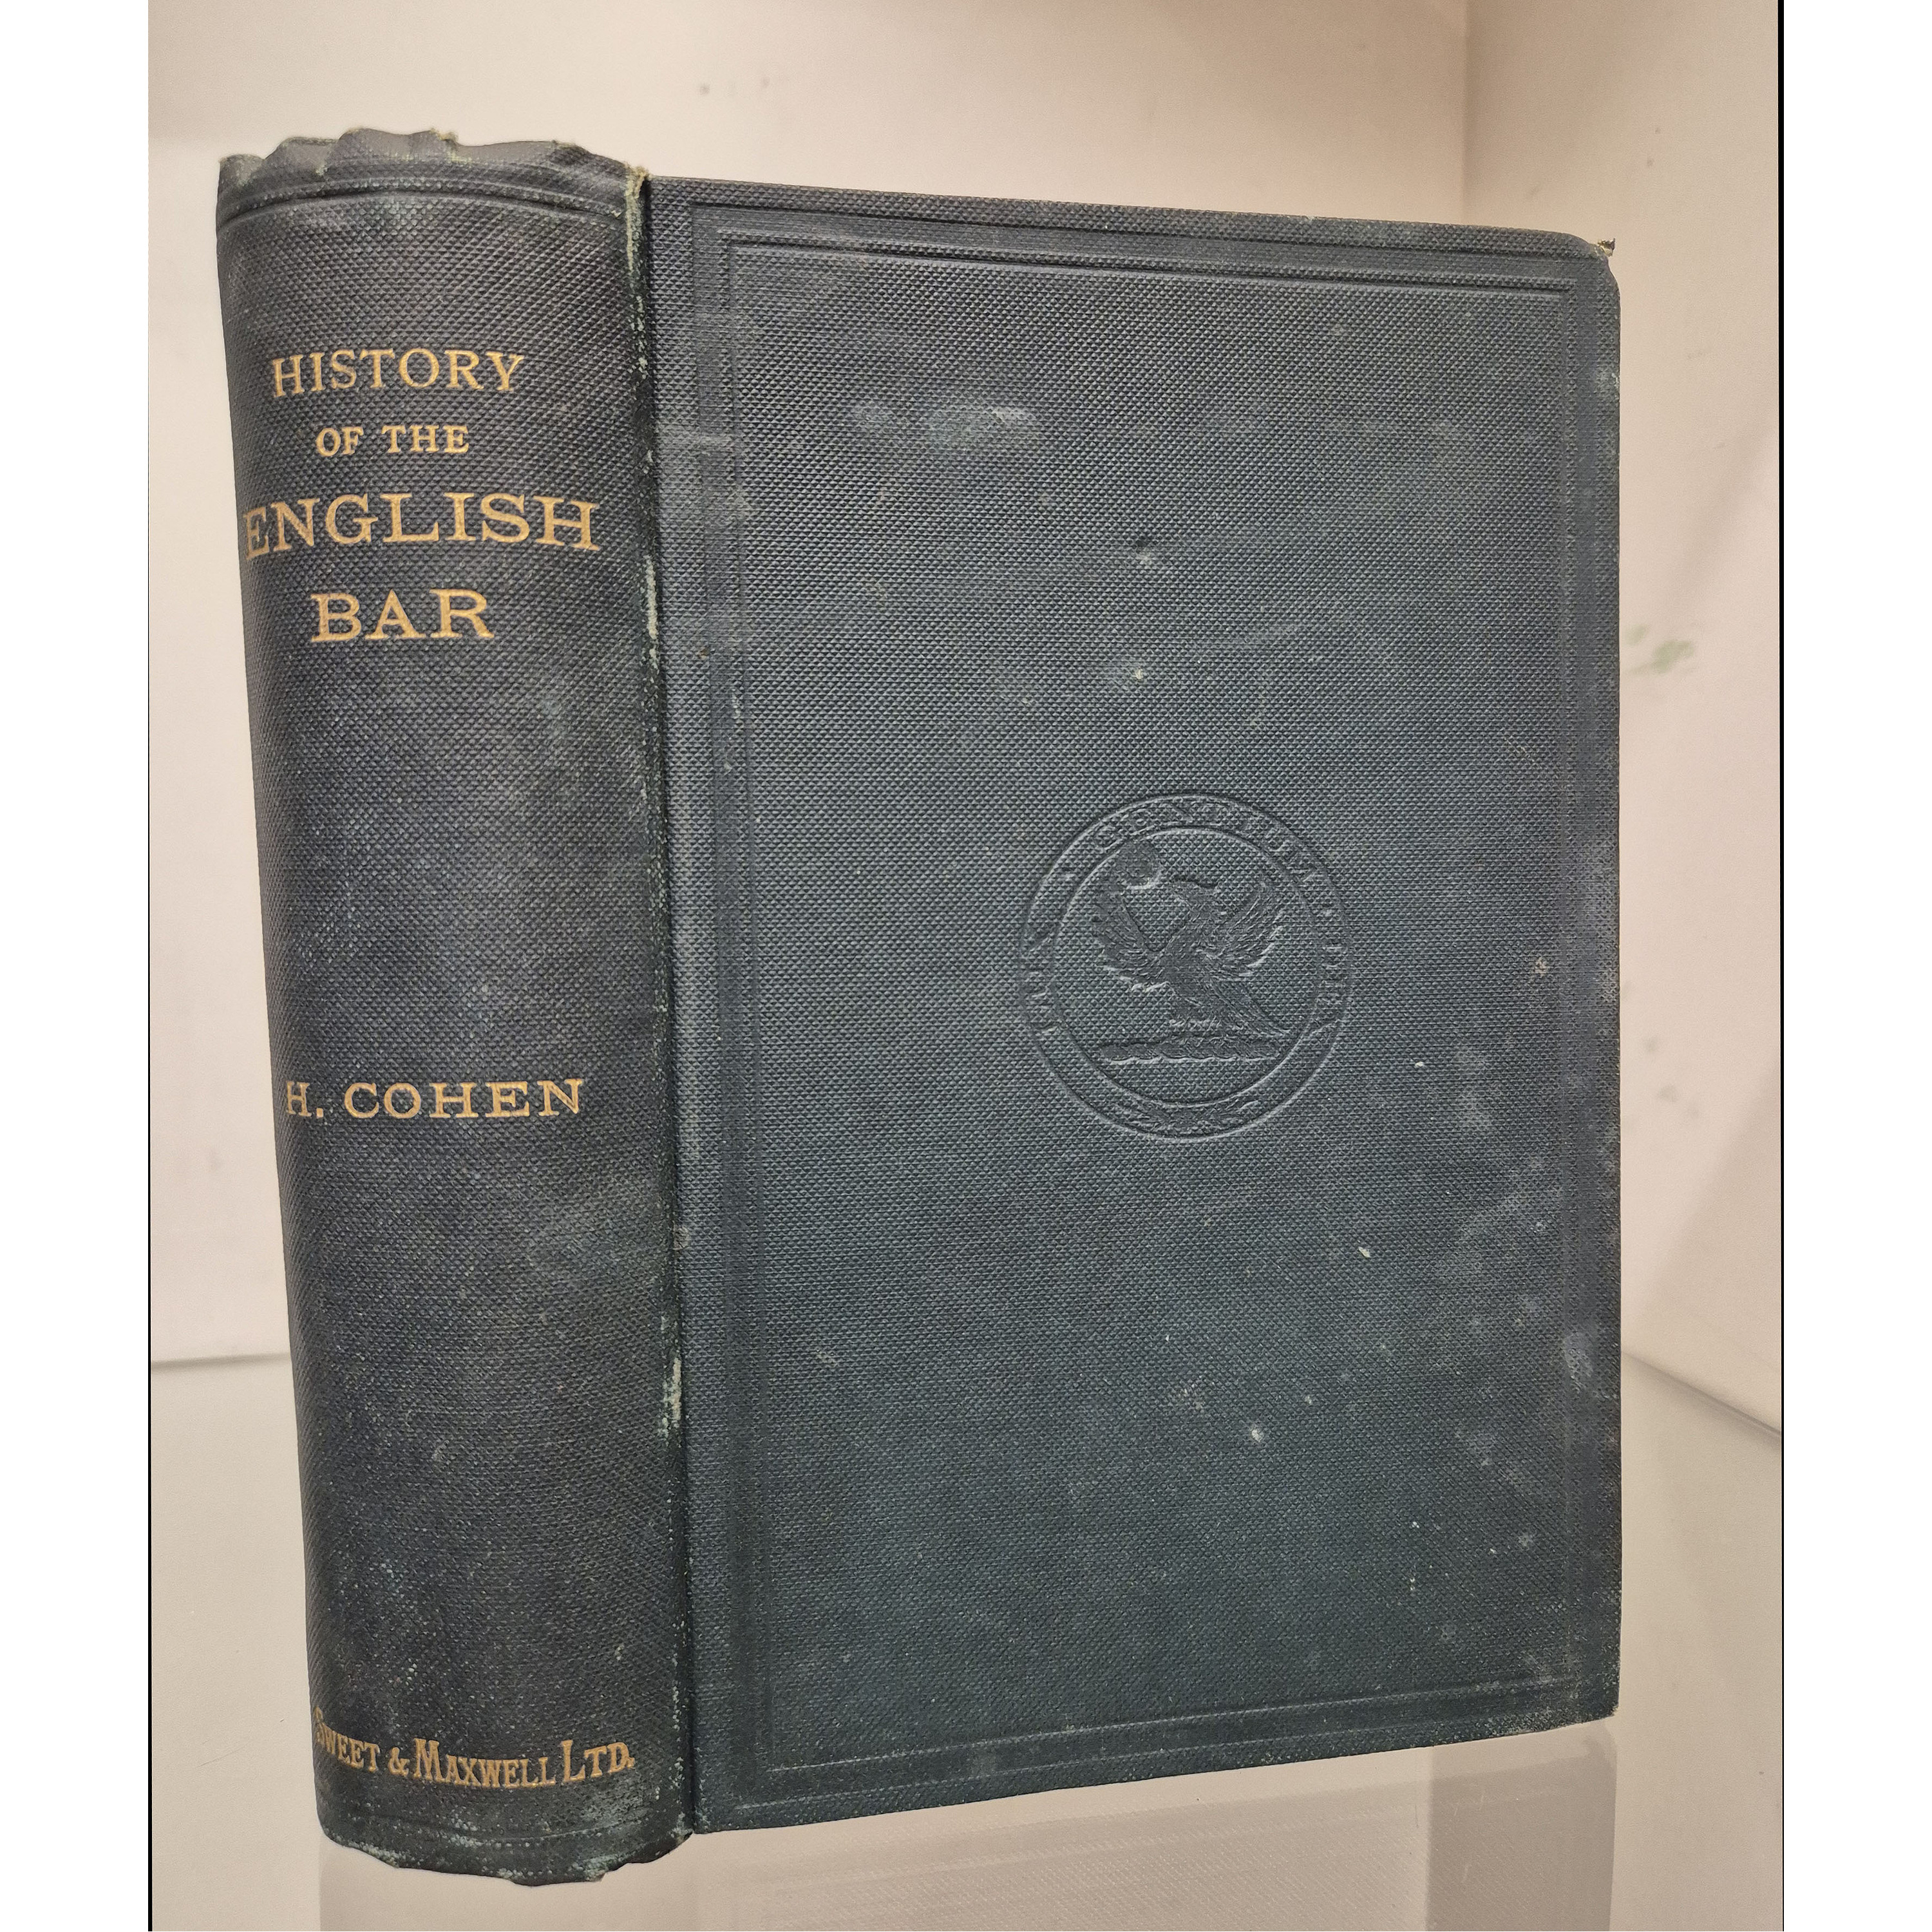 HISTORY
OF THE
ENGLISH
BAR
H. COHEN
SWEET & MAXWELL LTD.